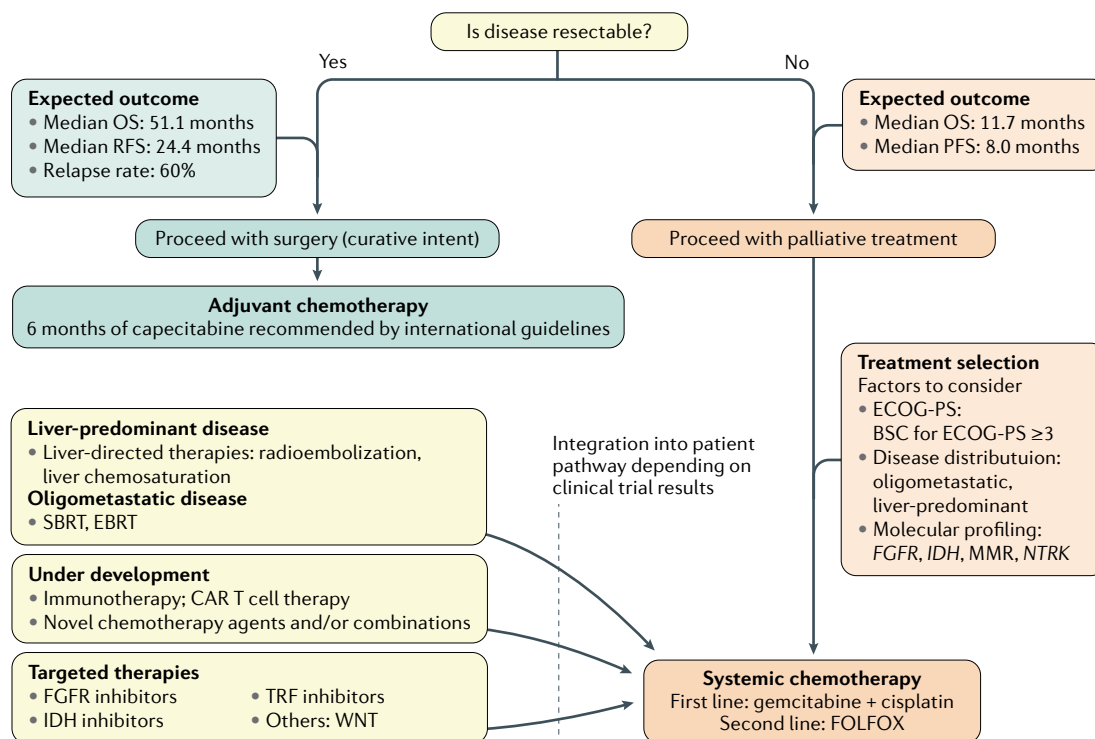 Is disease resectable?
Yes
No
Expected outcome
• Median OS: 51.1 months
• Median RFS: 24.4 months
• Relapse rate: 60%
Expected outcome
• Median OS: 11.7 months
• Median PFS: 8.0 months
Proceed with surgery (curative intent)
Proceed with palliative treatment
Adjuvant chemotherapy
6 months of capecitabine recommended by international guidelines
Treatment selection
Factors to consider
• ECOG-PS:
BSC for ECOG-PS ≥3
• Disease distributuion:
oligometastatic,
liver-predominant
• Molecular profiling:
FGFR, IDH, MMR, NTRK
Liver-predominant disease
• Liver-directed therapies: radioembolization,
liver chemosaturation
Oligometastatic disease
• SBRT, EBRT
Integration into patient
pathway depending on
clinical trial results
Under development
• Immunotherapy; CAR T cell therapy
• Novel chemotherapy agents and/or combinations
Targeted therapies
• FGFR inhibitors
• IDH inhibitors
• TRF inhibitors
• Others: WNT
Systemic chemotherapy
First line: gemcitabine + cisplatin
Second line: FOLFOX